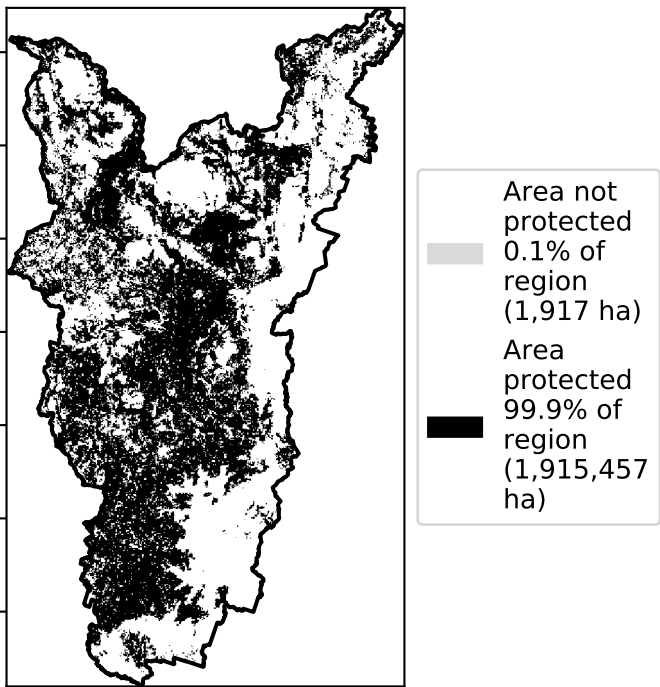 Area not
protected
0.1% of
region
(1,917 ha)
Area
protected
99.9% of
region
(1,915,457
ha)